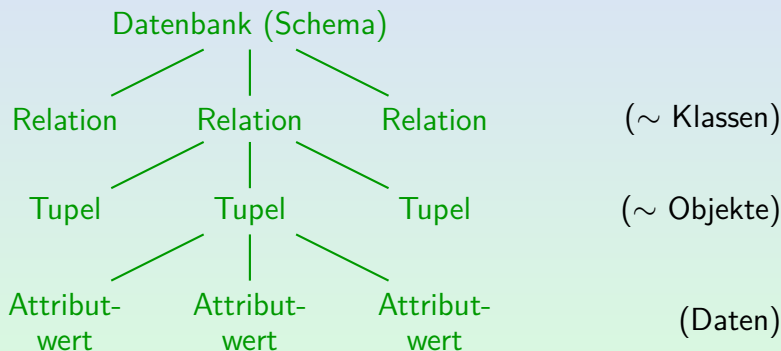 Datenbank (Schema)
Relation Relation Relation (∼ Klassen)
Tupel Tupel Tupel (∼ Objekte)
Attribut- Attribut- Attribut-
wert wert wert (Daten)